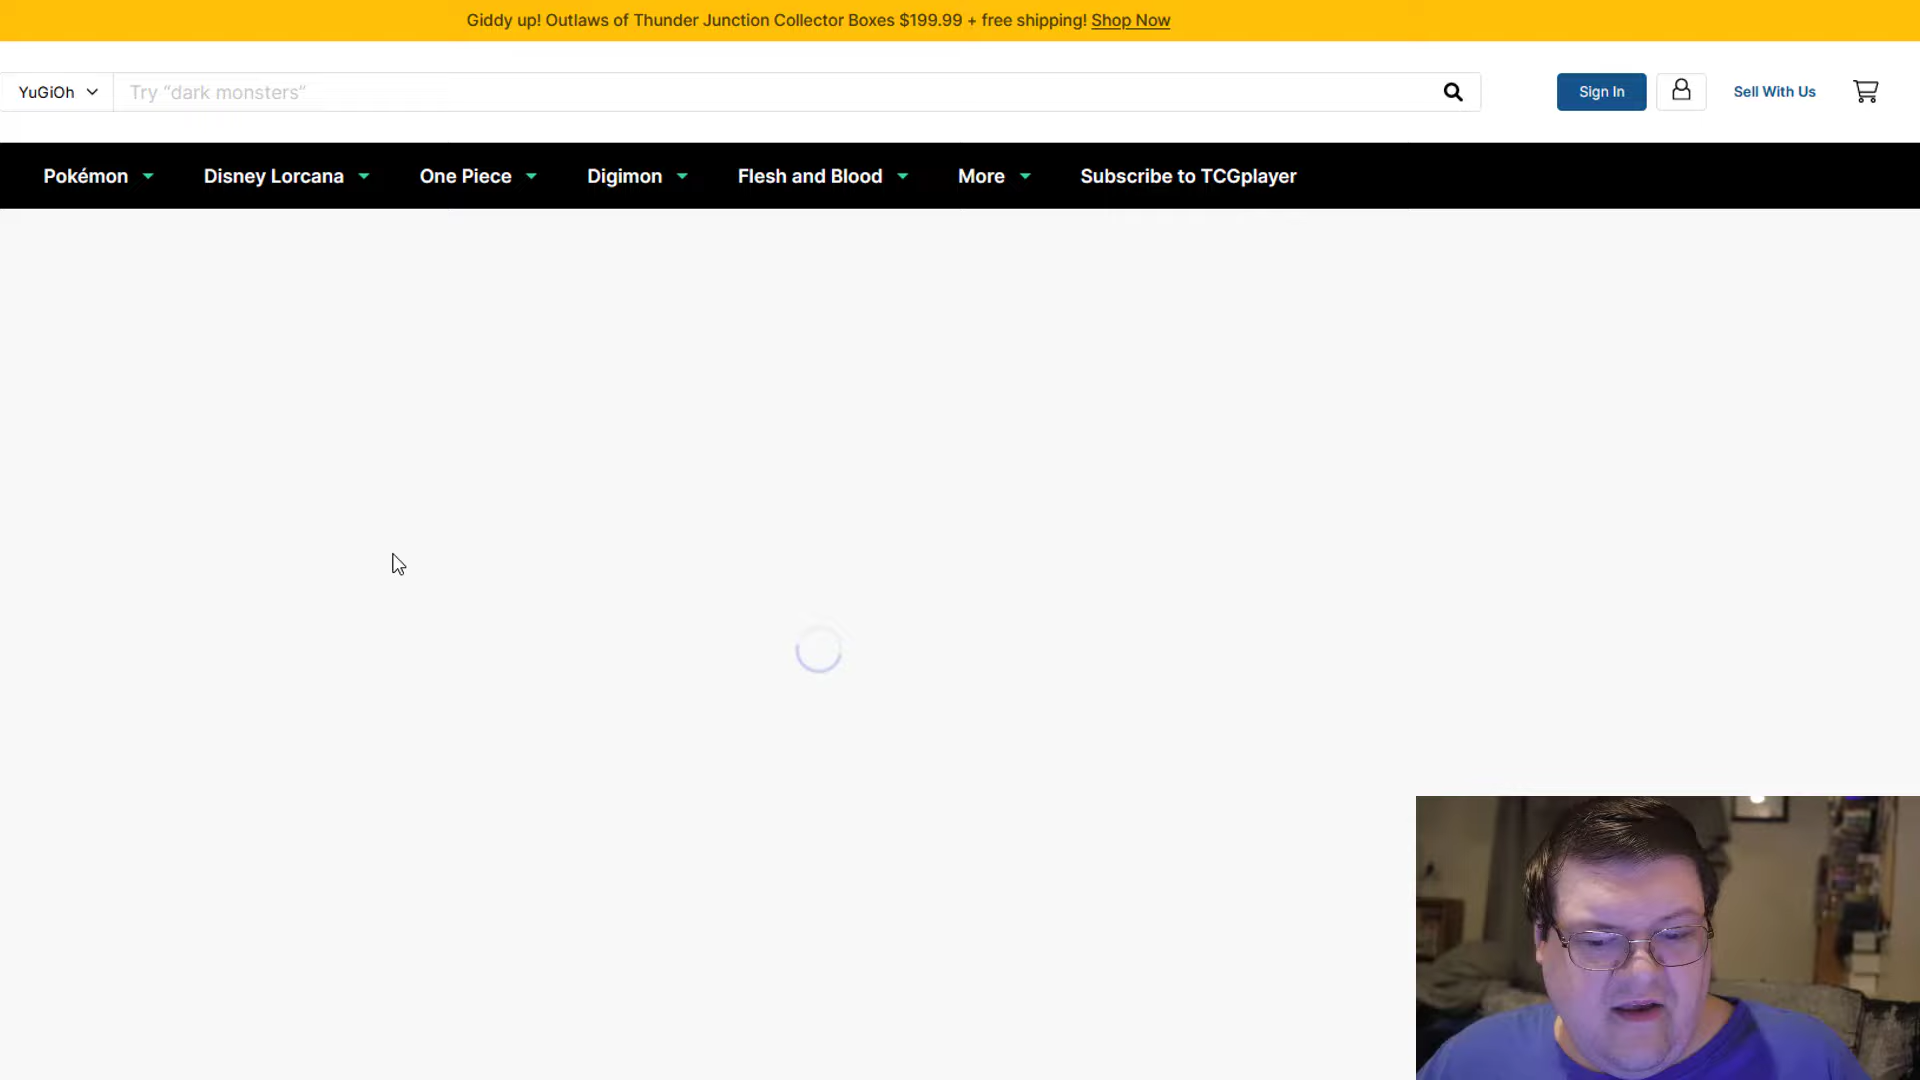 Giddy up! Outlaws of Thunder Junction Collector Boxes $199.99 + free shipping! Shop Now
YuGiOh Try “dark monsters” Sign In Sell With Us
Pokémon Disney Lorcana One Piece Digimon Flesh and Blood More Subscribe to TCGplayer